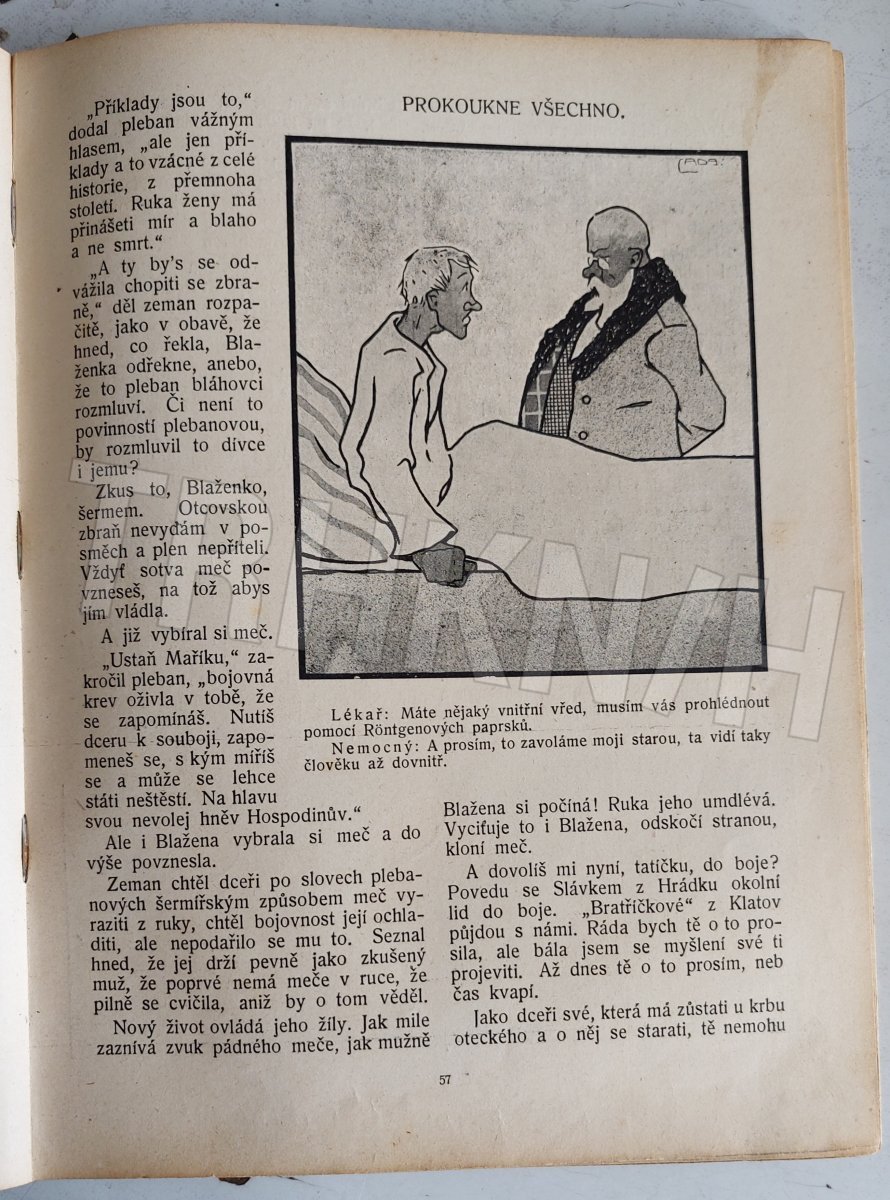 „Příklady jsou to,“
dodal pleban vážným
hlasem, „ale jen pří-
klady a to vzácné z celé
historie, z přemnoha
století. Ruka ženy má
přinášeti mír a blaho
a ne smrt.“
„A ty by's se od-
vážila chopiti se zbra-
ně,“ děl zeman rozpa-
čitě, jako v obavě, že
hned, co řekla, Bla-
ženka odřekne, anebo,
že to pleban bláhovci
rozmluví. Či není to
povinností plebanovou,
by rozmluvil to dívce
i jemu?
Zkus to, Blaženko,
šermem. Otcovskou
zbraň nevydám v po-
směch a plen nepříteli.
Vždyť sotva meč po-
vzneseš, na tož abys
jím vládla.
A již vybíral si meč.
„Ustaň Maříku,“ za-
kročil pleban, „bojovná
krev oživla v tobě, že
se zapomínáš. Nutíš
dceru k souboji, zapo-
meneš se, s kým míříš
se a může se lehce
státi neštěstí. Na hlavu
svou nevolej hněv Hospodinův.“
Ale i Blažena vybrala si meč a do
výše povznesla.
Zeman chtěl dceři po slovech pleba-
nových šermířským způsobem meč vy-
raziti z ruky, chtěl bojovnost její ochla-
diti, ale nepodařilo se mu to. Seznal
hned, že jej drží pevně jako zkušený
muž, že poprvé nemá meče v ruce, že
pilně se cvičila, aniž by o tom věděl.
Nový život ovládá jeho žíly. Jak mile
zaznívá zvuk pádného meče, jak mužně
PROKOUKNE VŠECHNO.
LADA:
Lékař: Máte nějaký vnitřní vřed, musím vás prohlédnout
pomocí Röntgenových paprsků.
Nemocný: A prosím, to zavoláme moji starou, ta vidí taky
člověku až dovnitř.
Blažena si počíná! Ruka jeho umdlévá.
Vyciťuje to i Blažena, odskočí stranou,
kloní meč.
A dovolíš mi nyní, tatíčku, do boje?
Povedu se Slávkem z Hrádku okolní
lid do boje. „Bratříčkové“ z Klatov
půjdou s námi. Ráda bych tě o to pro-
sila, ale bála jsem se myšlení své ti
projeviti. Až dnes tě o to prosím, neb
čas kvapí.
Jako dceři své, která má zůstati u krbu
oteckého a o něj se starati, tě nemohu
57